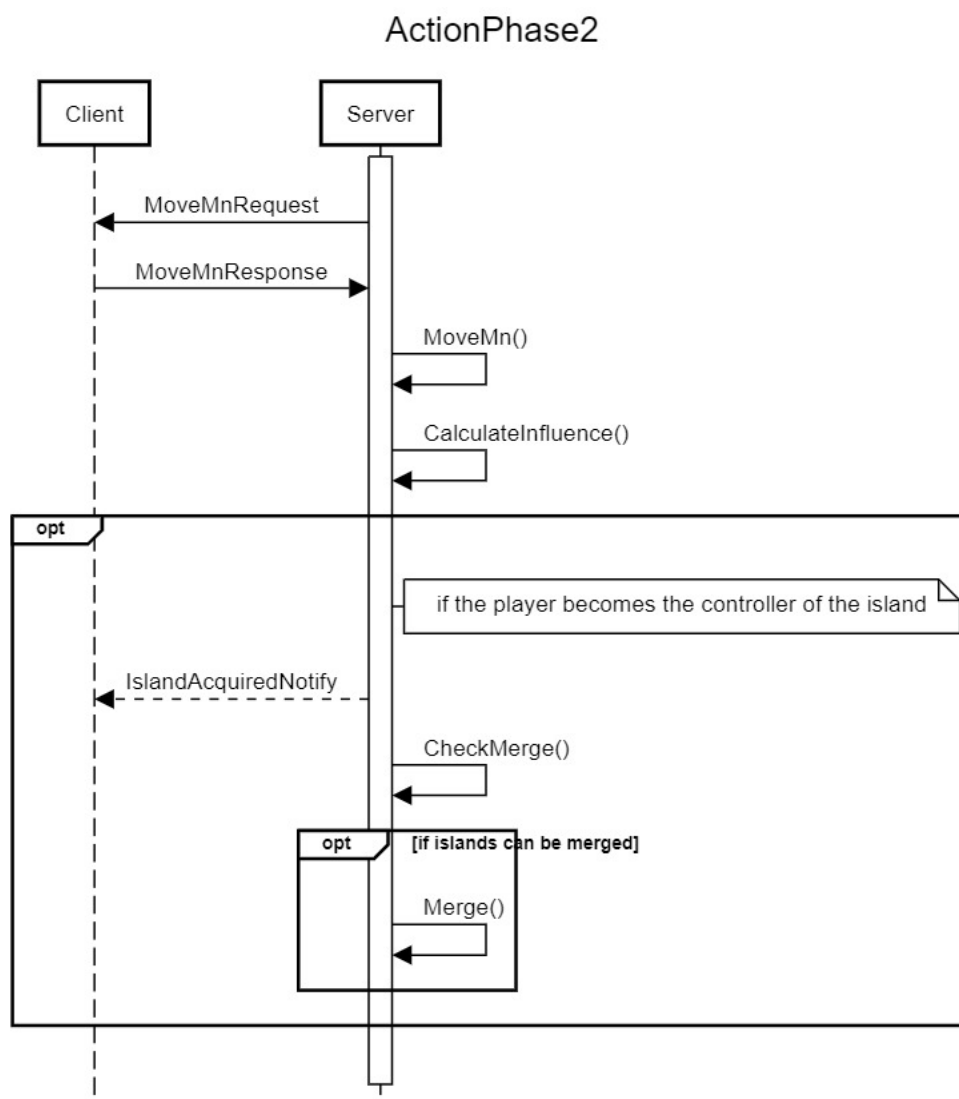 ActionPhase2
Client
Server
MoveMnRequest
MoveMnResponse
MoveMn()
CalculateInfluence()
opt
if the player becomes the controller of the island
IslandAcquiredNotify
CheckMerge()
opt
[if islands can be merged]
Merge()